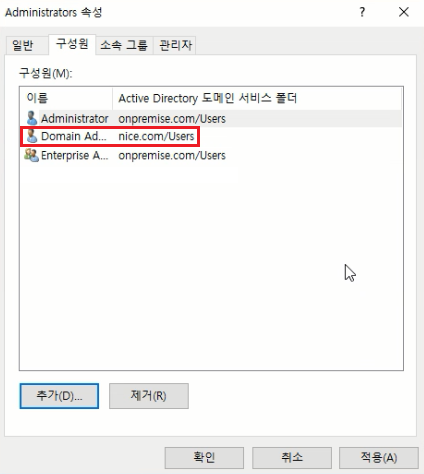 Administrators 속성
? ×
일반 구성원 소속 그룹 관리자
구성원(M):
이름 Active Directory 도메인 서비스 폴더
Administrator onpremise.com/Users
Domain Ad... nice.com/Users
Enterprise A... onpremise.com/Users
추가(D)... 제거(R)
확인 취소 적용(A)